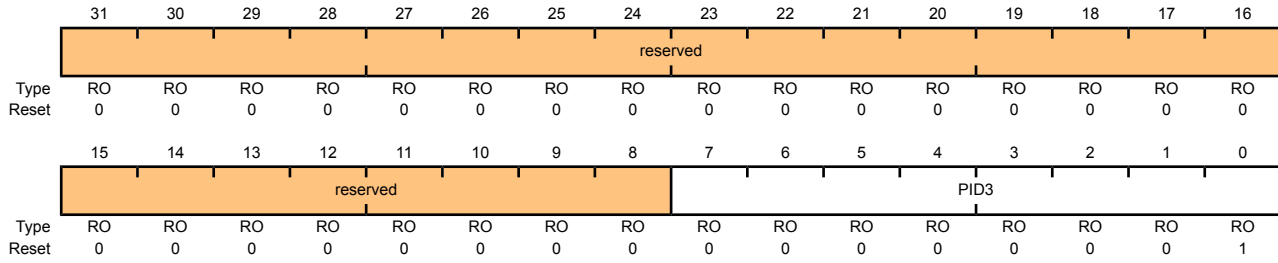 31 30 29 28 27 26 25 24 23 22 21 20 19 18 17 16
reserved
Type RO RO RO RO RO RO RO RO RO RO RO RO RO RO RO RO
Reset 0 0 0 0 0 0 0 0 0 0 0 0 0 0 0 0
15 14 13 12 11 10 9 8 7 6 5 4 3 2 1 0
reserved PID3
Type RO RO RO RO RO RO RO RO RO RO RO RO RO RO RO RO
Reset 0 0 0 0 0 0 0 0 0 0 0 0 0 0 0 1